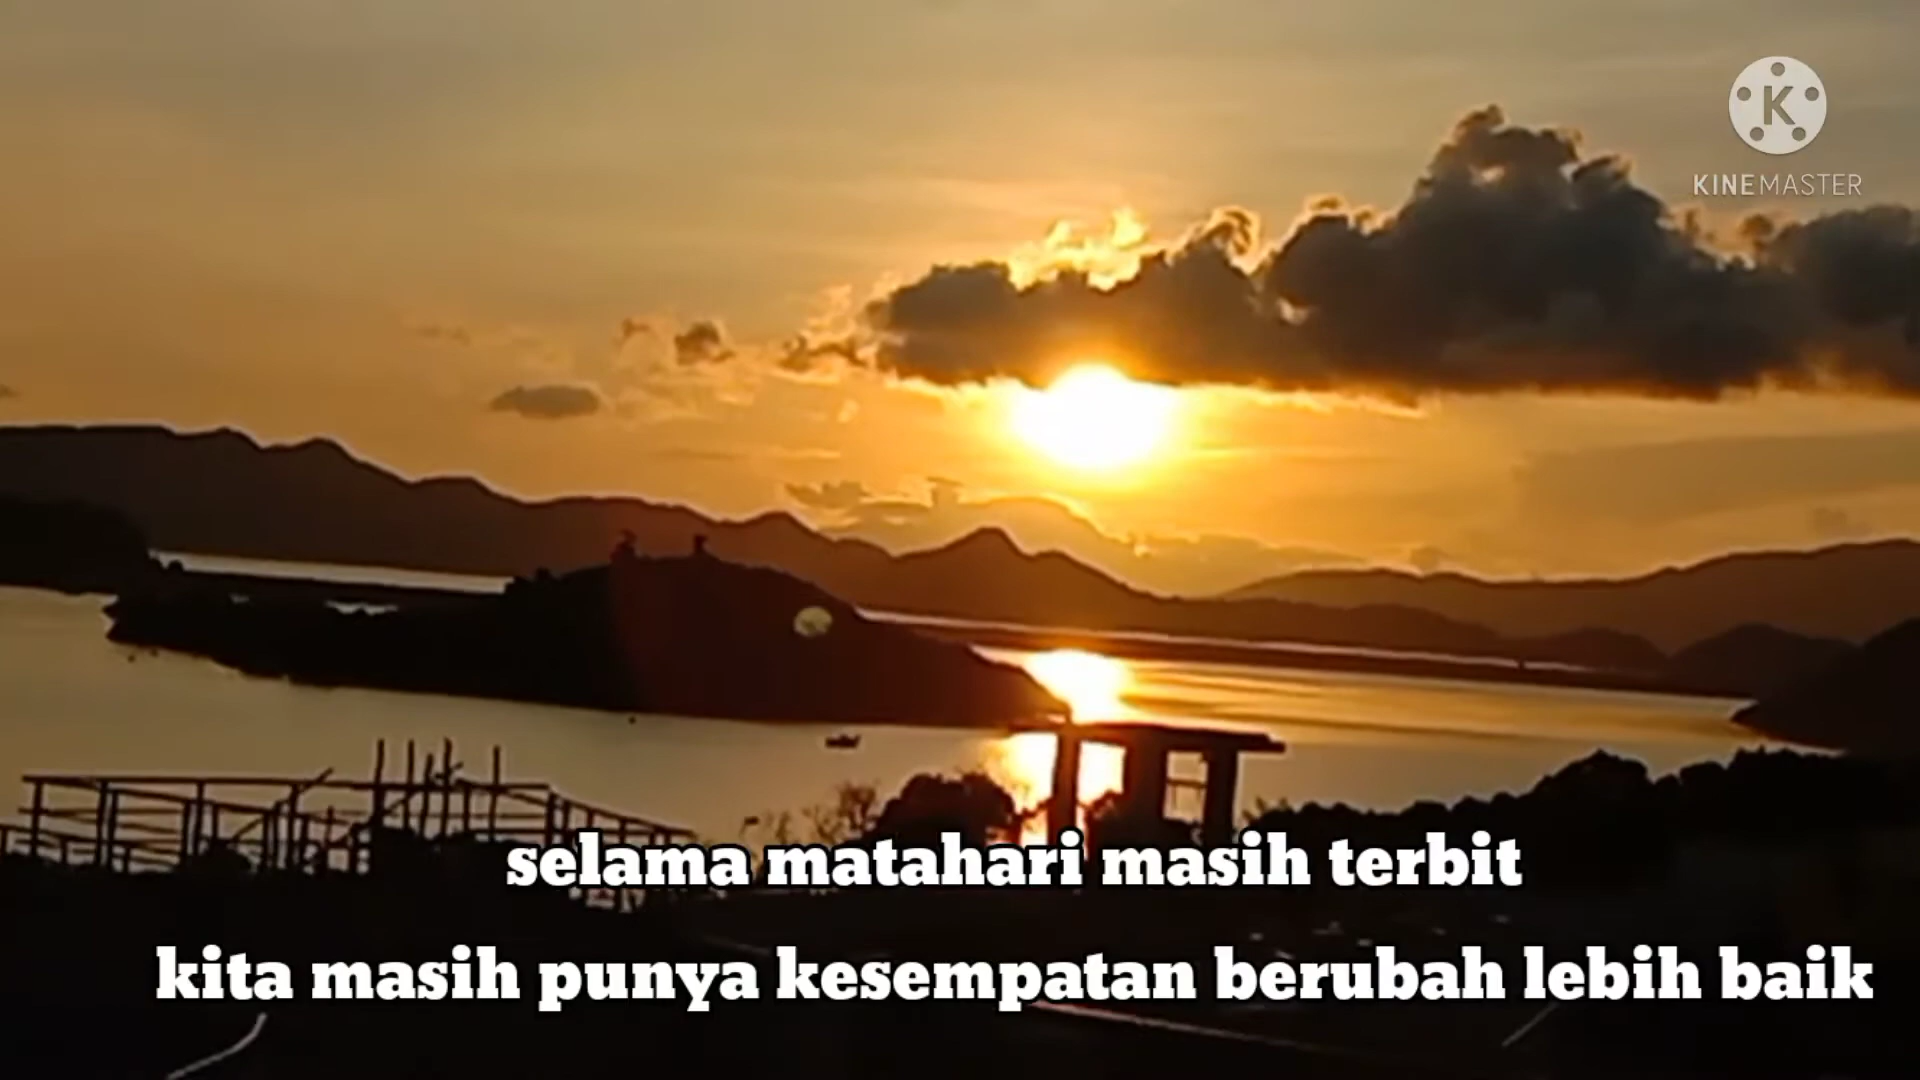 K
KINEMASTER
selama matahari masih terbit
kita masih punya kesempatan berubah lebih baik